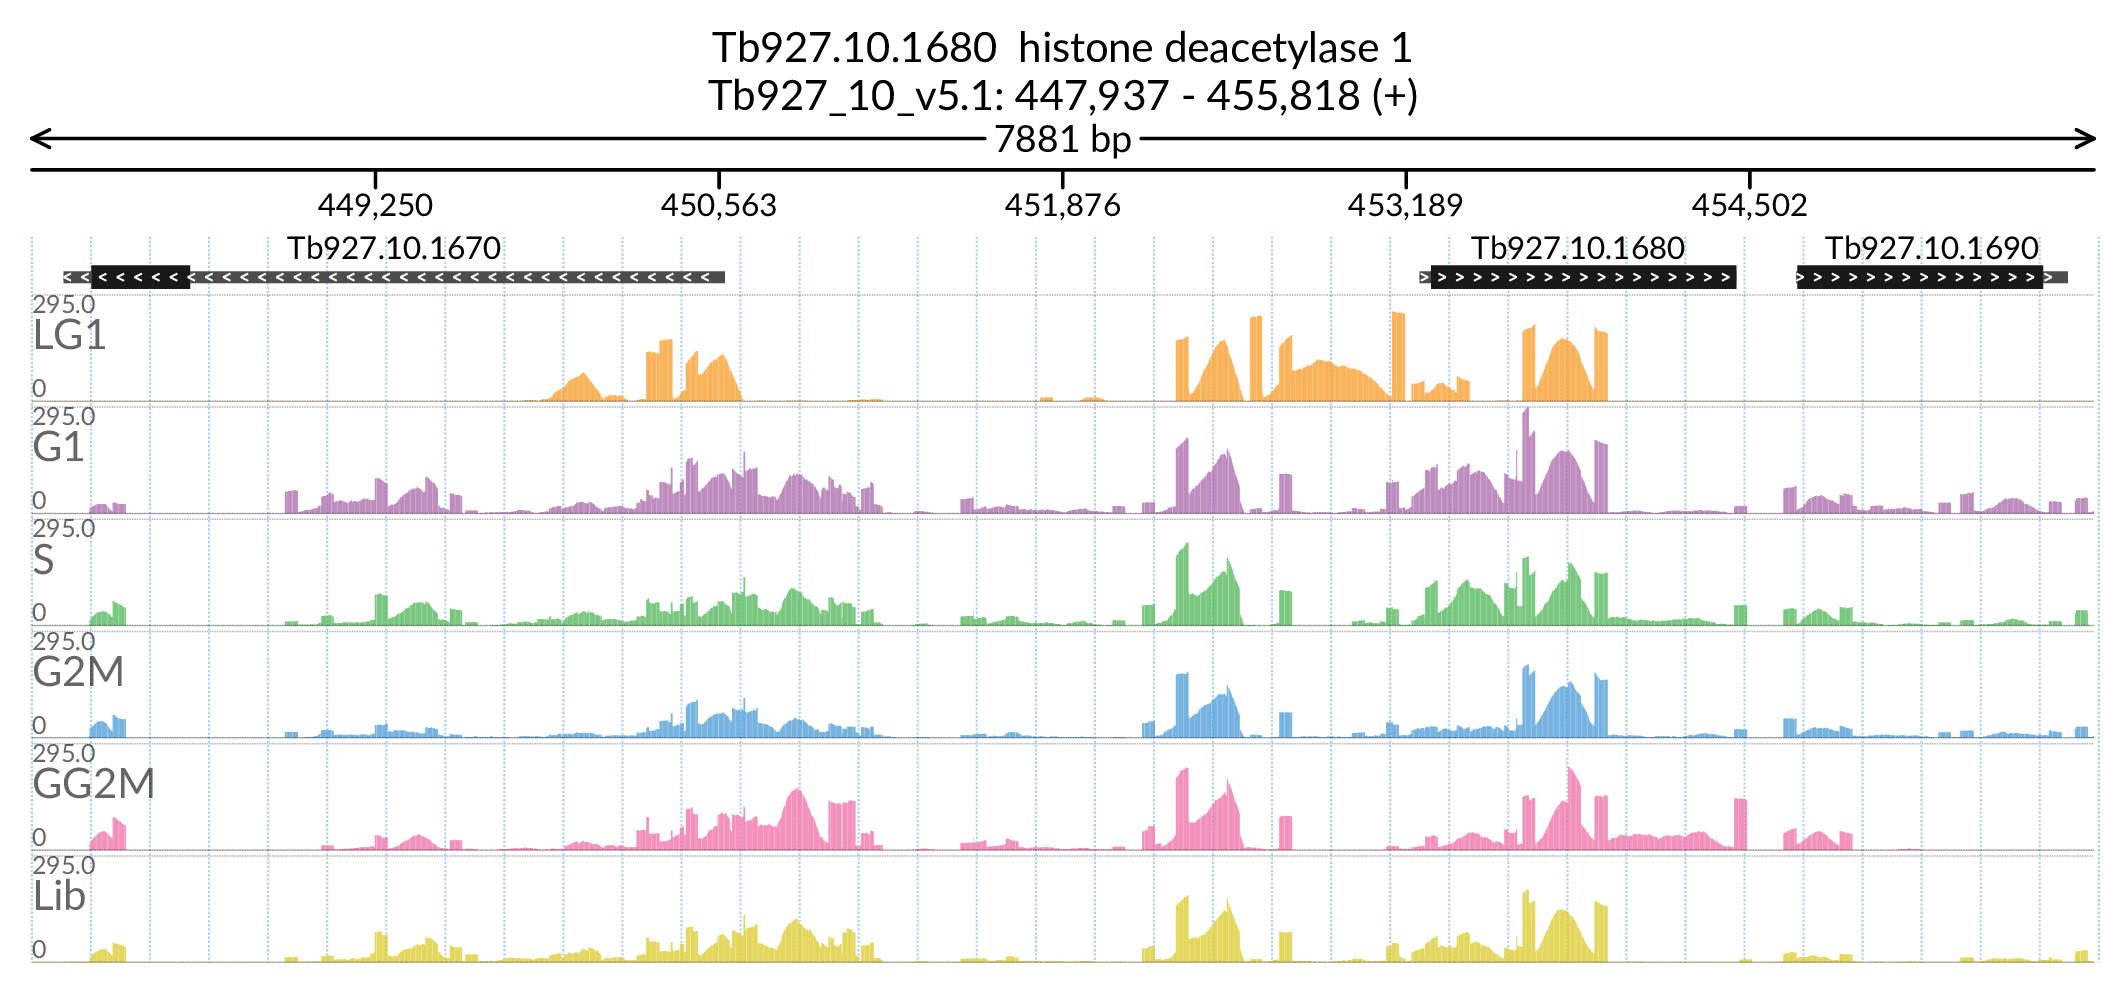 Tb927.10.1680 histone deacetylase 1
Tb927_10_v5.1: 447,937 - 455,818 (+)
7881 bp
449,250 450,563 451,876 453,189 454,502
Tb927.10.1670 Tb927.10.1680 Tb927.10.1690
295.0
LG1
0
295.0
G1
0
295.0
S
0
295.0
G2M
0
295.0
GG2M
0
295.0
Lib
0